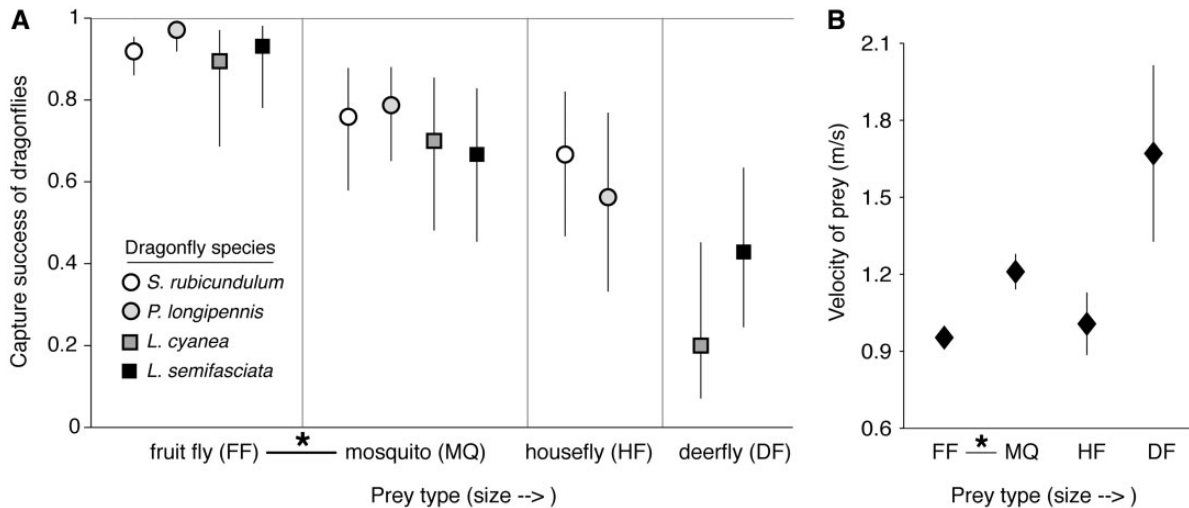 A
Capture success of dragonflies
1
0.8
0.6
0.4
0.2
0
Dragonfly species
S. rubicundulum
P. longipennis
L. cyanea
L. semifasciata
fruit fly (FF) * mosquito (MQ) housefly (HF) deerfly (DF)
Prey type (size --> )
B
Velocity of prey (m/s)
2.1
1.8
1.5
1.2
0.9
0.6
FF * MQ HF DF
Prey type (size --> )